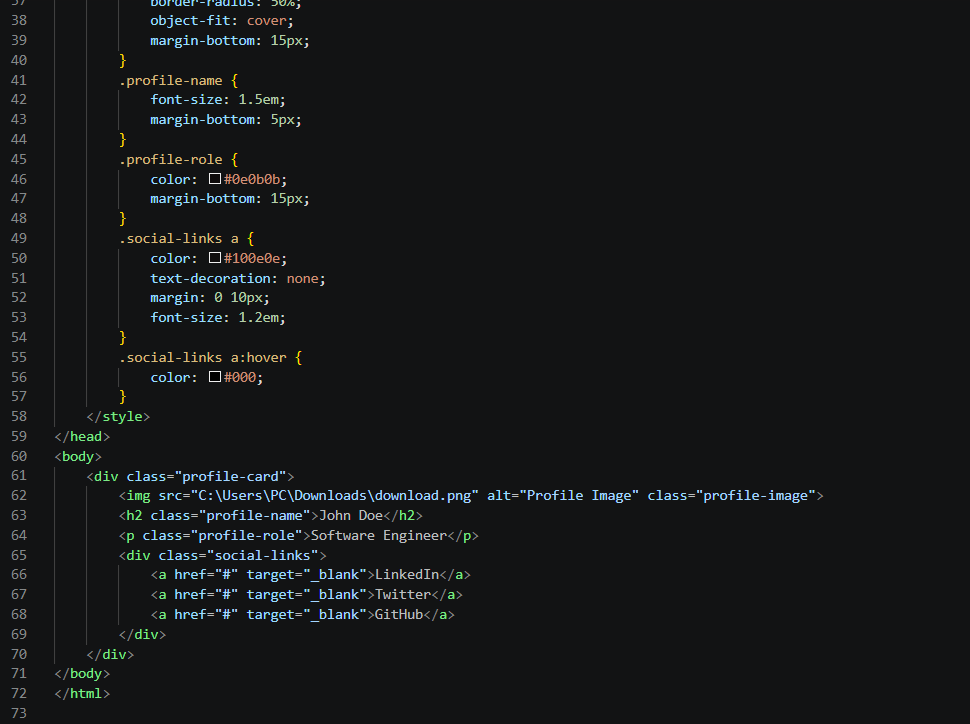 37 border-radius: 50%;
38 object-fit: cover;
39 margin-bottom: 15px;
40 }
41 .profile-name {
42 font-size: 1.5em;
43 margin-bottom: 5px;
44 }
45 .profile-role {
46 color: #0e0b0b;
47 margin-bottom: 15px;
48 }
49 .social-links a {
50 color: #100e0e;
51 text-decoration: none;
52 margin: 0 10px;
53 font-size: 1.2em;
54 }
55 .social-links a:hover {
56 color: #000;
57 }
58 </style>
59 </head>
60 <body>
61 <div class="profile-card">
62 <img src="C:\Users\PC\Downloads\download.png" alt="Profile Image" class="profile-image">
63 <h2 class="profile-name">John Doe</h2>
64 <p class="profile-role">Software Engineer</p>
65 <div class="social-links">
66 <a href="#" target="_blank">LinkedIn</a>
67 <a href="#" target="_blank">Twitter</a>
68 <a href="#" target="_blank">GitHub</a>
69 </div>
70 </div>
71 </body>
72 </html>
73